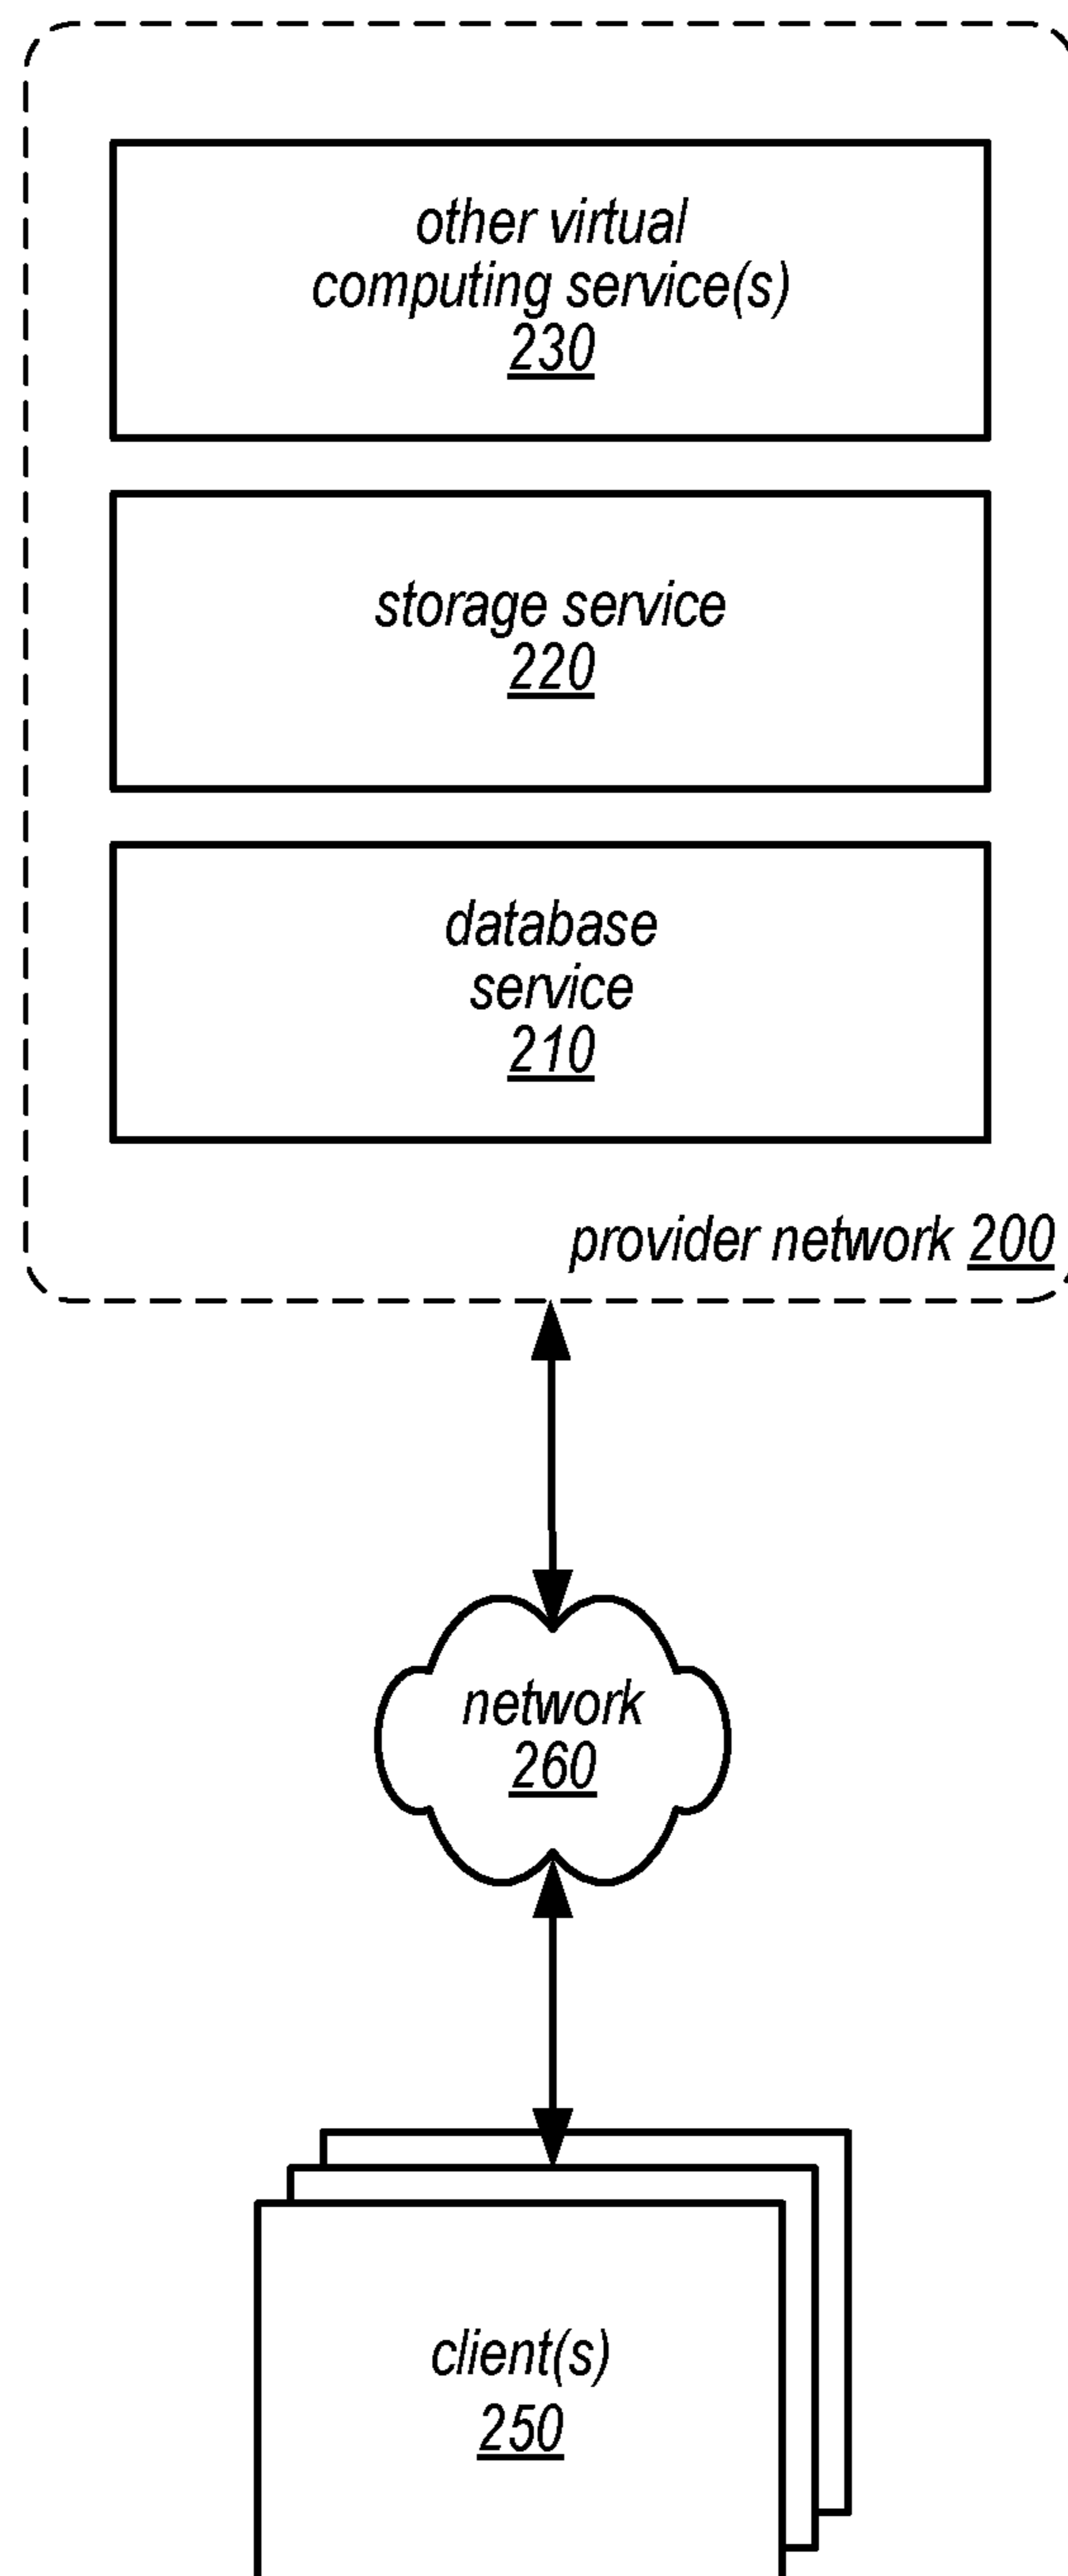 other virtual
computing service(s)
230
storage service
220
database
service
210
provider network 200
network
260
client(s)
250